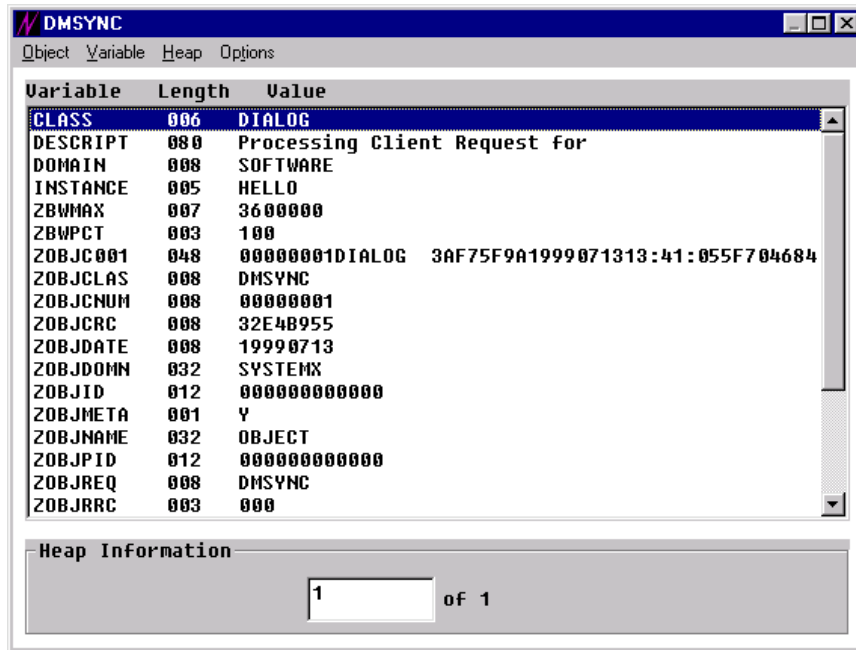 DMSYNC
Object Variable Heap Options
Variable Length Value
CLASS 006 DIALOG
DESCRIPT 080 Processing Client Request for
DOMAIN 008 SOFTWARE
INSTANCE 005 HELLO
ZBWMAX 007 3600000
ZBWPCT 003 100
ZOBJC001 048 00000001DIALOG 3AF75F9A1999071313:41:055F704684
ZOBJCLAS 008 DMSYNC
ZOBJCNUM 008 00000001
ZOBJCRC 008 32E4B955
ZOBJDATE 008 19990713
ZOBJDOMN 032 SYSTEMX
ZOBJID 012 000000000000
ZOBJMETA 001 Y
ZOBJNAME 032 OBJECT
ZOBJPID 012 000000000000
ZOBJREQ 008 DMSYNC
ZOBJRRC 003 000
Heap Information
1 of 1